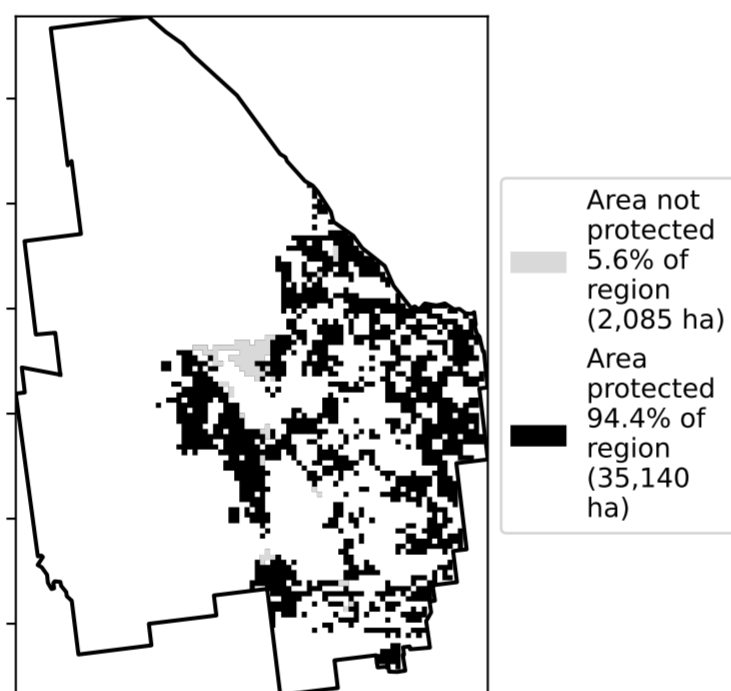 Area not
protected
5.6% of
region
(2,085 ha)
Area
protected
94.4% of
region
(35,140
ha)